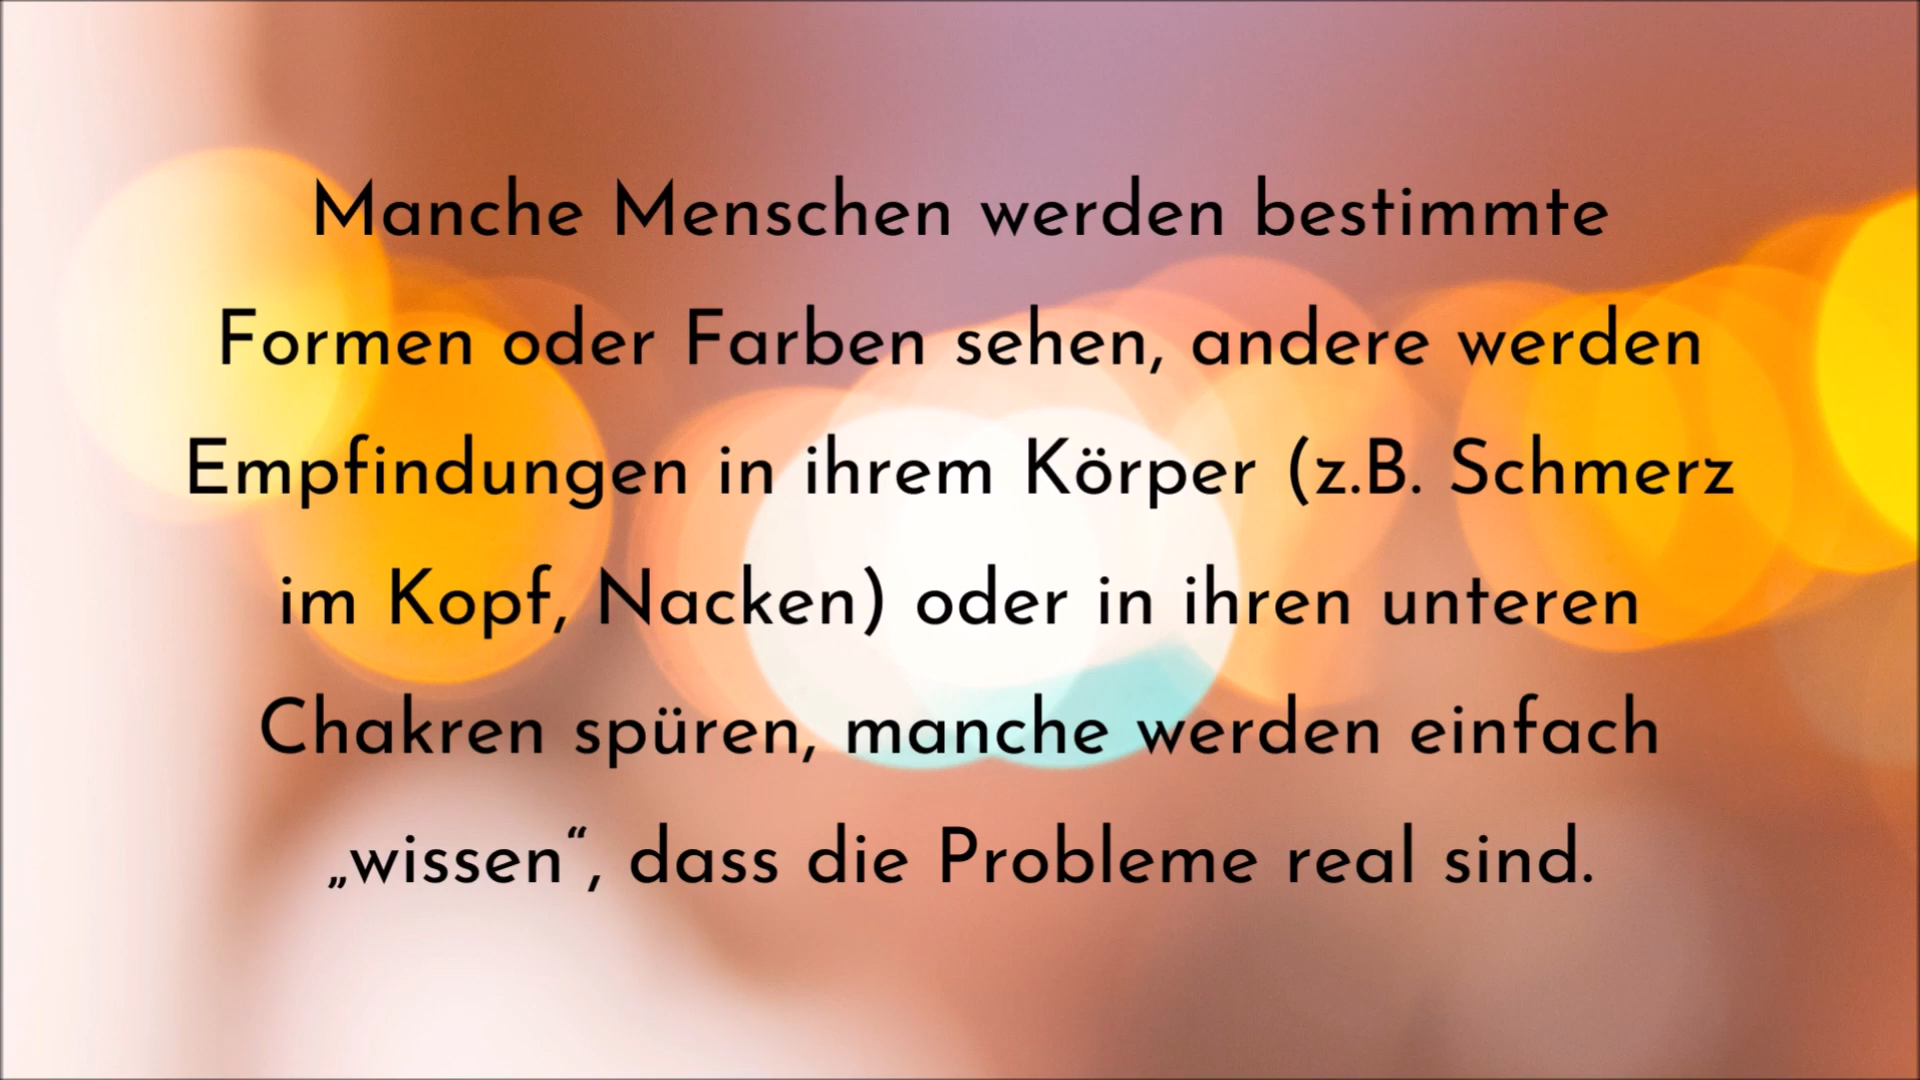 Manche Menschen werden bestimmte
Formen oder Farben sehen, andere werden
Empfindungen in ihrem Körper (z.B. Schmerz
im Kopf, Nacken) oder in ihren unteren
Chakren spüren, manche werden einfach
„wissen“, dass die Probleme real sind.